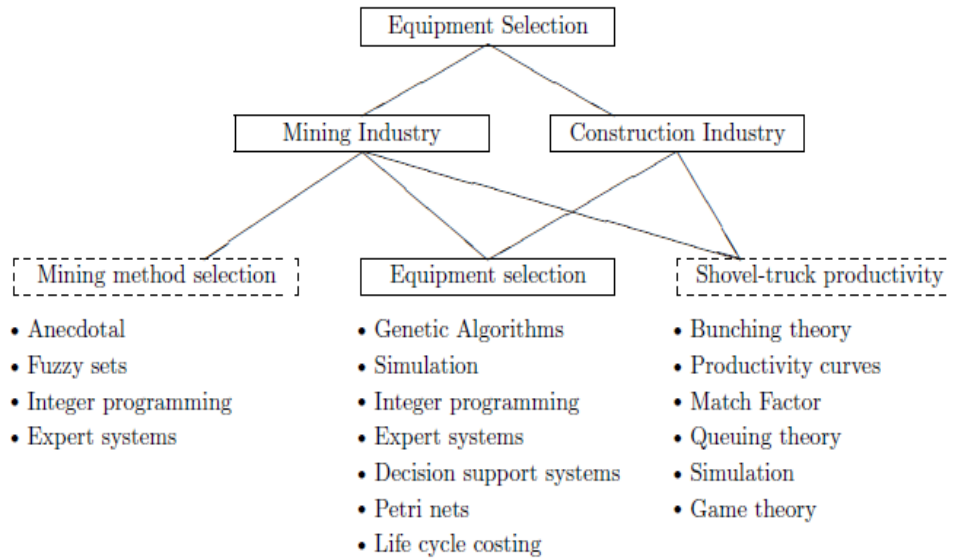 Equipment Selection
Mining Industry
Construction Industry
Mining method selection
• Anecdotal
• Fuzzy sets
• Integer programming
• Expert systems
Equipment selection
• Genetic Algorithms
• Simulation
• Integer programming
• Expert systems
• Decision support systems
• Petri nets
• Life cycle costing
Shovel-truck productivity
• Bunching theory
• Productivity curves
• Match Factor
• Queuing theory
• Simulation
• Game theory